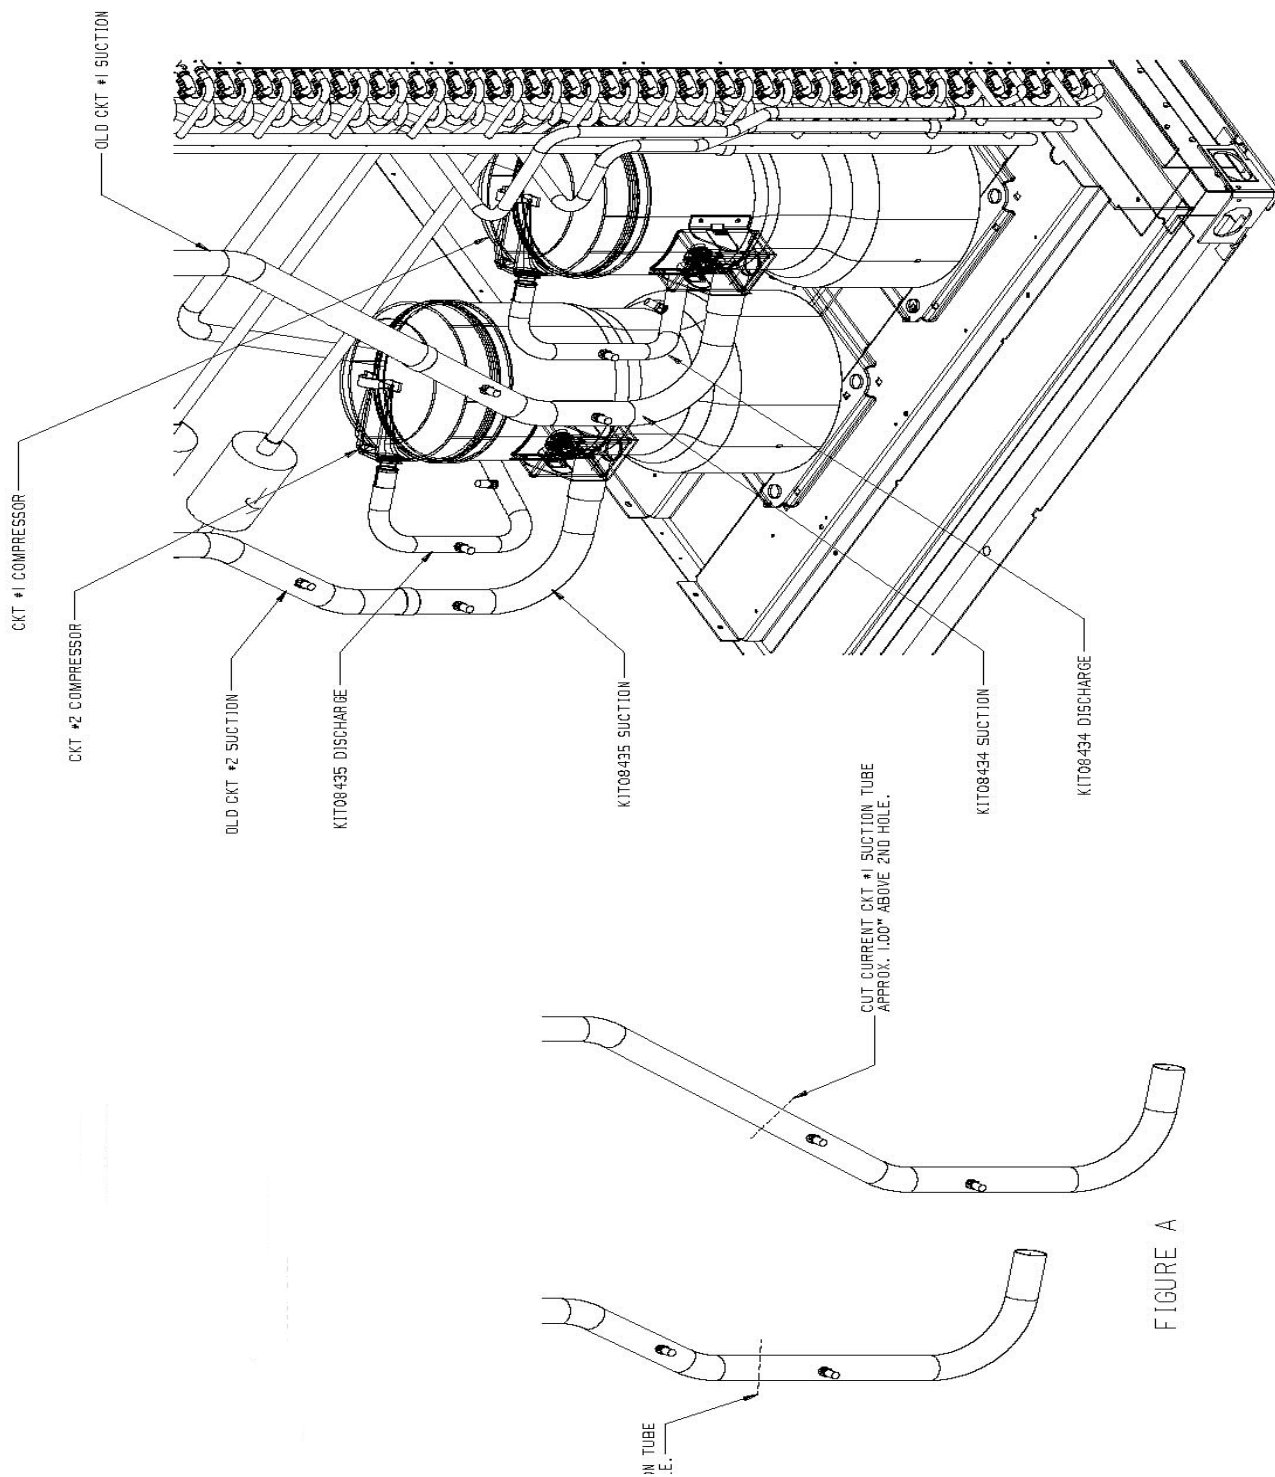 OLD CKT #1 SUCTION
CKT #1 COMPRESSOR
CKT #2 COMPRESSOR
OLD CKT #2 SUCTION
KIT08435 DISCHARGE
KIT08435 SUCTION
KIT08434 SUCTION
KIT08434 DISCHARGE
CUT CURRENT CKT #1 SUCTION TUBE
APPROX. 1.00" ABOVE 2ND HOLE.
TUBE
FIGURE A